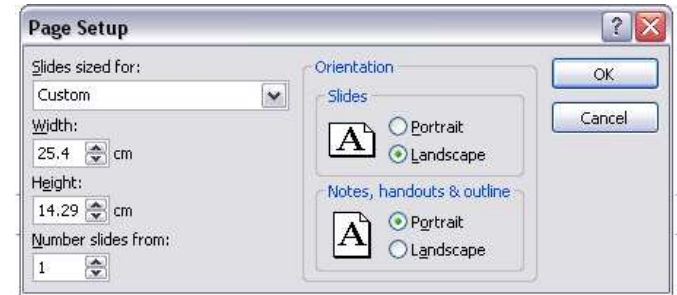 Page Setup
Slides sized for:
Custom
Width:
25.4 cm
Height:
14.29 cm
Number slides from:
1
Orientation
Slides
A
Portrait
Landscape
Notes, handouts & outline
A
Portrait
Landscape
?
OK
Cancel